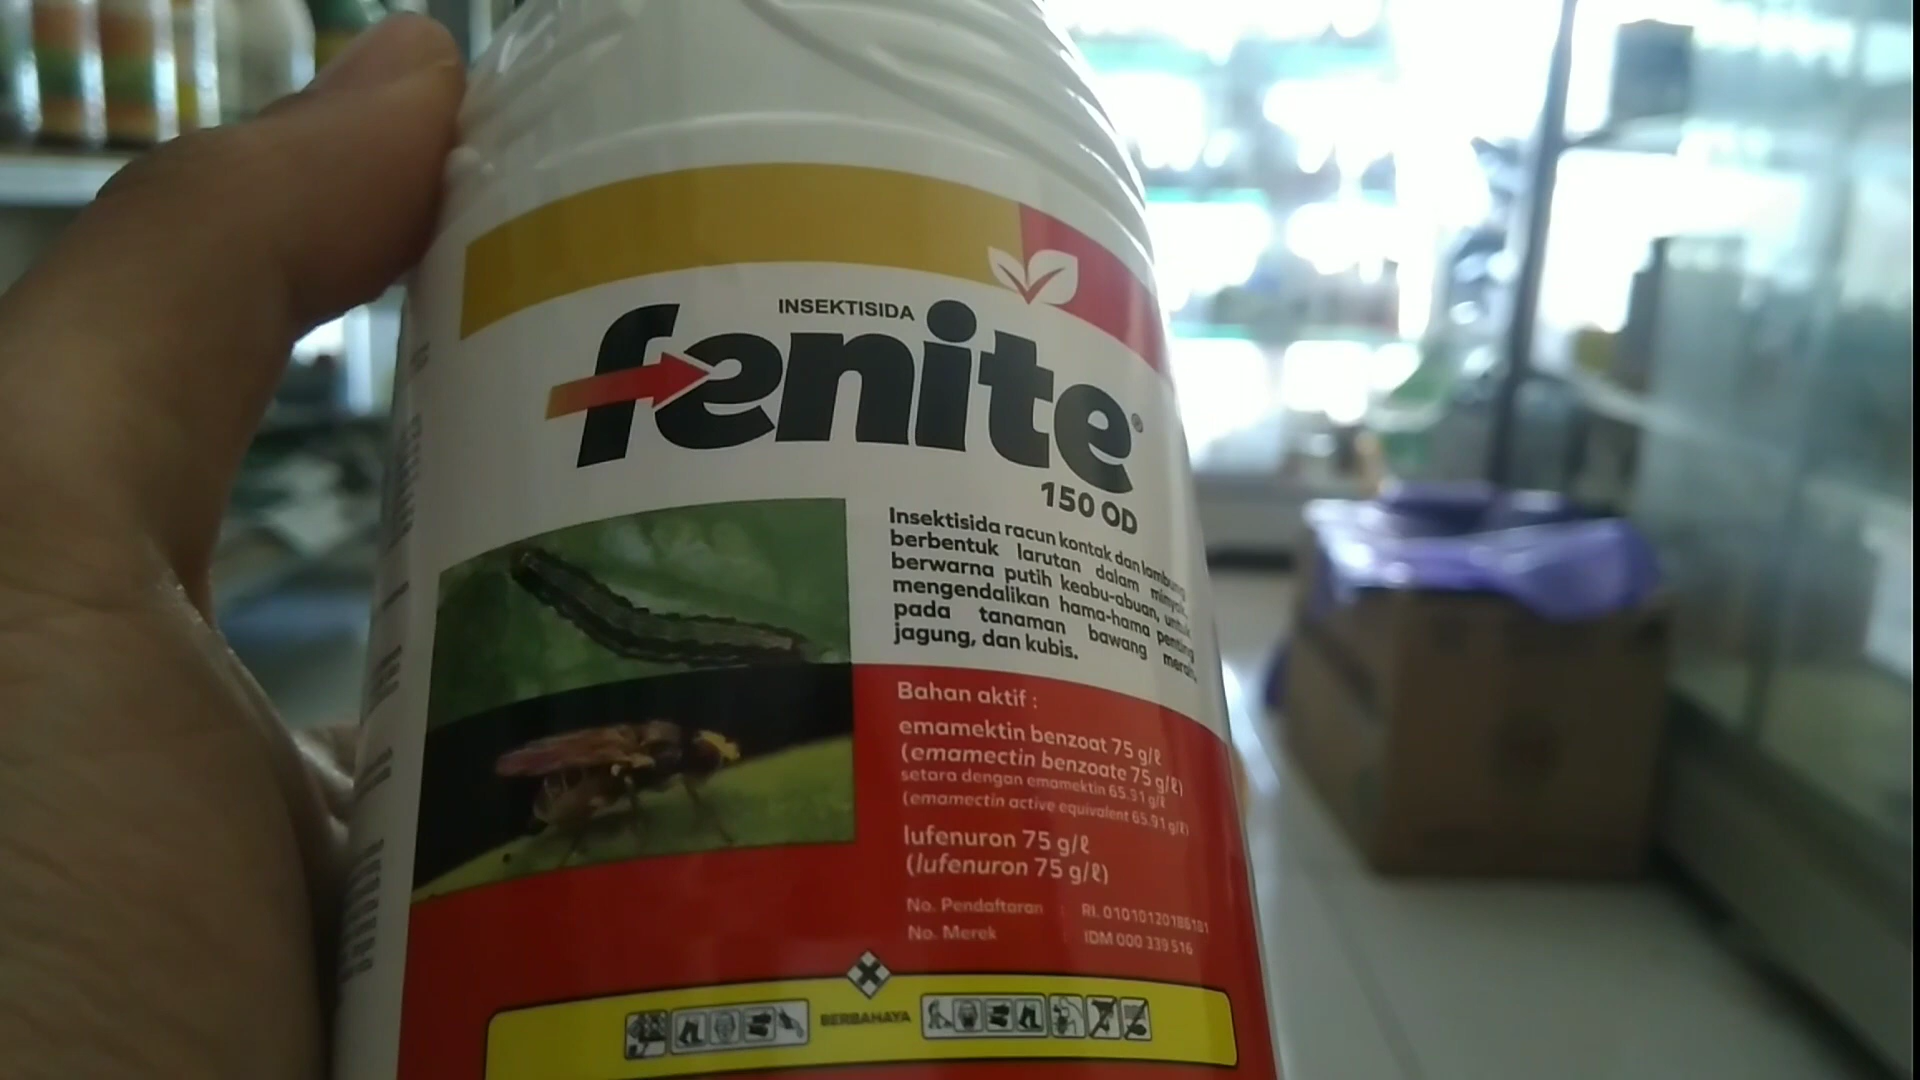 INSEKTISIDA
fenite®
150 OD
Insektisida racun kontak dan lambung
berbentuk larutan dalam minyak,
berwarna putih keabu-abuan, untuk
mengendalikan hama-hama penting
pada tanaman bawang merah,
jagung, dan kubis.
Bahan aktif :
emamektin benzoat 75 g/ℓ
(emamectin benzoate 75 g/ℓ)
setara dengan emamektin 65.91 g/ℓ
(emamectin active equivalent 65.91 g/ℓ)
lufenuron 75 g/ℓ
(lufenuron 75 g/ℓ)
No. Pendaftaran : RI. 01010120186181
No. Merek IDM 000 339 516
BERBAHAYA